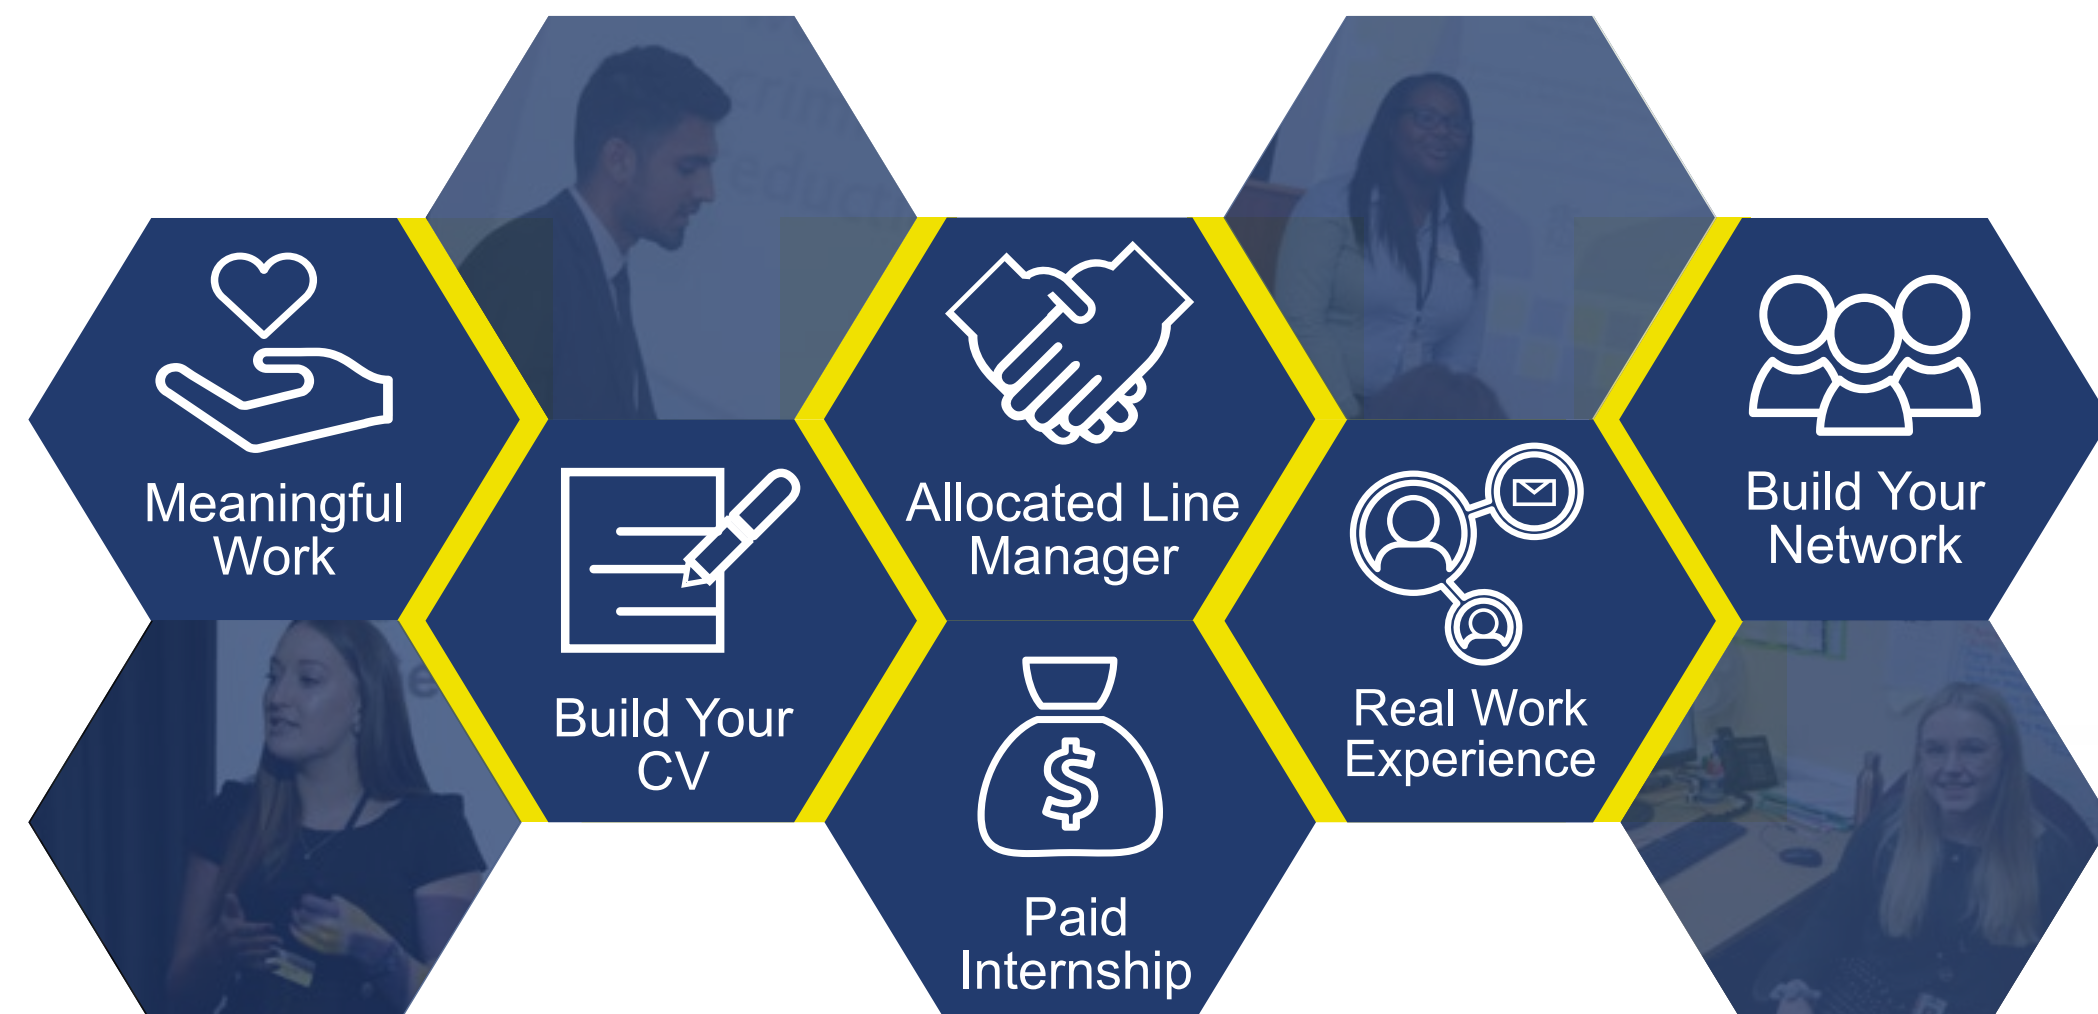 Meaningful
Work
Build Your
CV
Allocated Line
Manager
$
Paid
Internship
Real Work
Experience
Build Your
Network